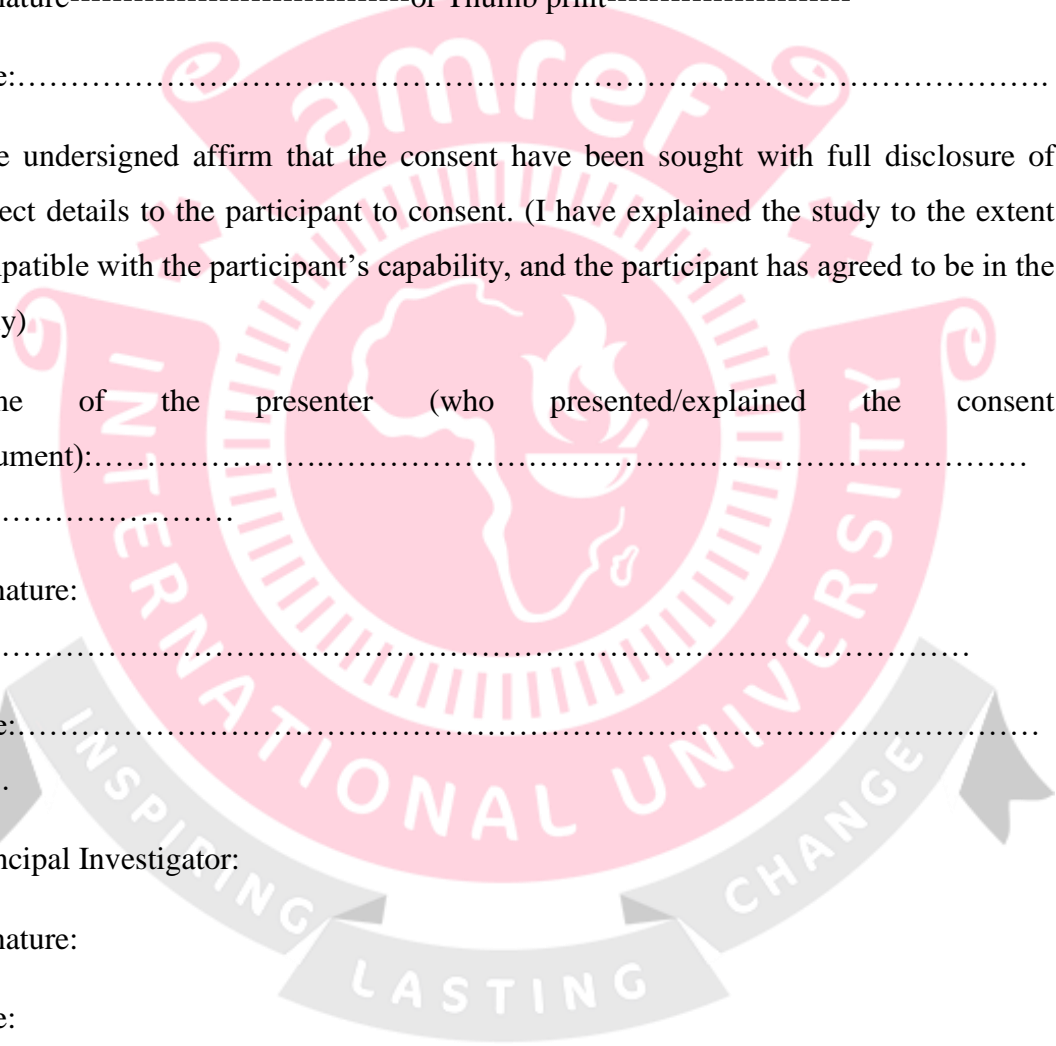 nature--------------------------------or Thumb print-----------------------
e:……………………………………………………………………………………….
e undersigned affirm that the consent have been sought with full disclosure of
ect details to the participant to consent. (I have explained the study to the extent
patible with the participant’s capability, and the participant has agreed to be in the
y)
me of the presenter (who presented/explained the consent
ument):………………….……………………………………………………………
…………………
nature:
…………………………………………………………………………………
e:………………………………………………………………………………………
.
ncipal Investigator:
nature:
e:
amref
INTERNATIONAL UNIVERSITY
INSPIRING LASTING CHANGE